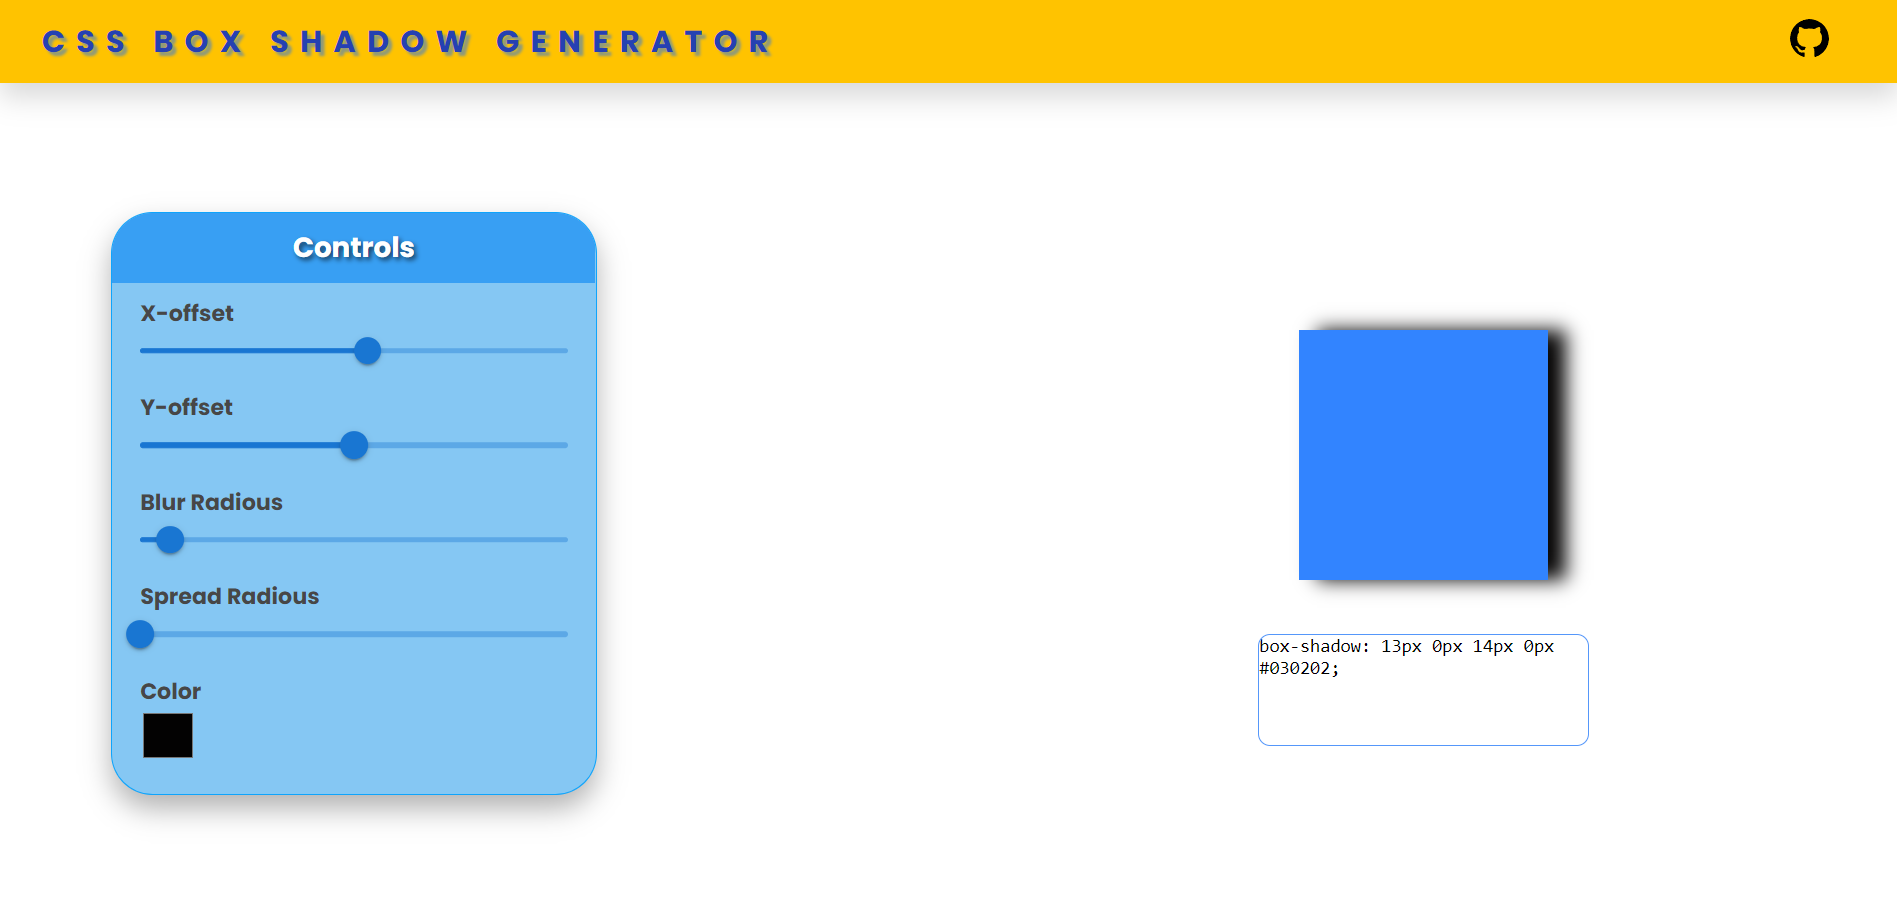 CSS BOX SHADOW GENERATOR
Controls
X-offset
Y-offset
Blur Radious
Spread Radious
Color
box-shadow: 13px 0px 14px 0px
#030202;